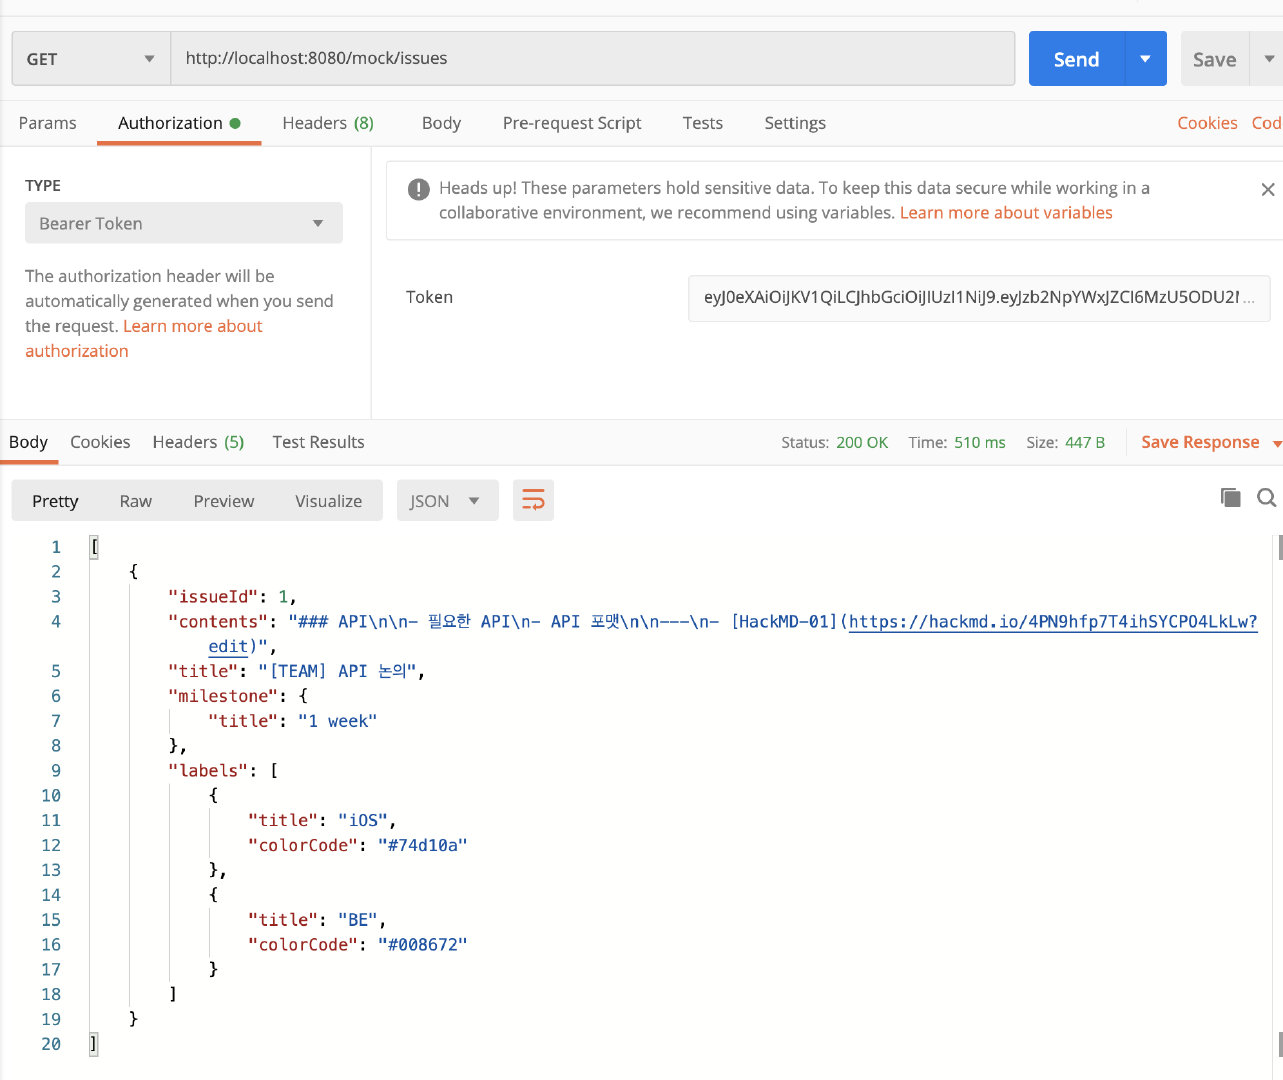 GET http://localhost:8080/mock/issues Send Save
Params Authorization Headers (8) Body Pre-request Script Tests Settings Cookies Cod
TYPE
Bearer Token
The authorization header will be
automatically generated when you send
the request. Learn more about
authorization
Heads up! These parameters hold sensitive data. To keep this data secure while working in a
collaborative environment, we recommend using variables. Learn more about variables
Token
Body Cookies Headers (5) Test Results Status: 200 OK Time: 510 ms Size: 447 B Save Response
Pretty Raw Preview Visualize JSON
1 [
2 {
3 "issueId": 1,
4 "contents": "### API\n\n- 필요한 API\n- API 포맷\n\n---\n- [HackMD-01](https://hackmd.io/4PN9hfp7T4ihSYCPO4LkLw?
edit)",
5 "title": "[TEAM] API 논의",
6 "milestone": {
7 "title": "1 week"
8 },
9 "labels": [
10 {
11 "title": "iOS",
12 "colorCode": "#74d10a"
13 },
14 {
15 "title": "BE",
16 "colorCode": "#008672"
17 }
18 ]
19 }
20 ]